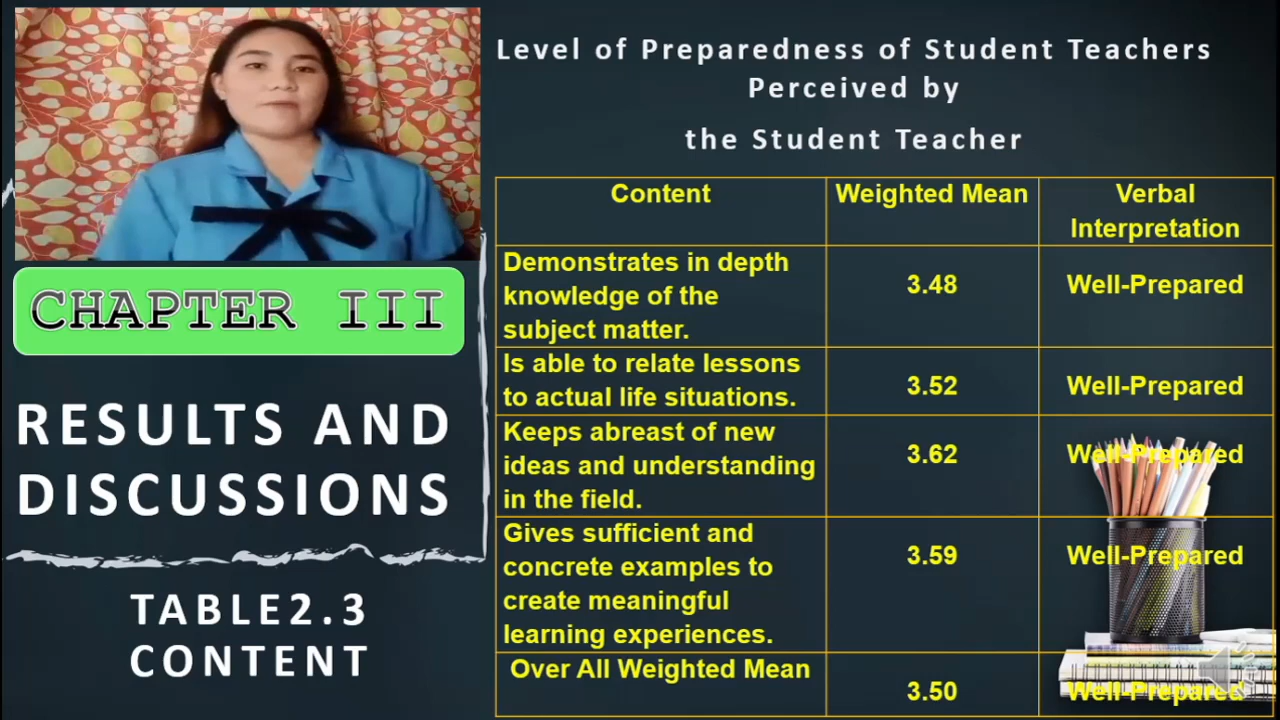 Level of Preparedness of Student Teachers
Perceived by
the Student Teacher
CHAPTER III
RESULTS AND
DISCUSSIONS
TABLE2.3
CONTENT
Content Weighted Mean Verbal
Interpretation
Demonstrates in depth
knowledge of the
subject matter.
3.48 Well-Prepared
Is able to relate lessons
to actual life situations.
3.52 Well-Prepared
Keeps abreast of new
ideas and understanding
in the field.
3.62 Well-Prepared
Gives sufficient and
concrete examples to
create meaningful
learning experiences.
3.59 Well-Prepared
Over All Weighted Mean
3.50 Well-Prepared